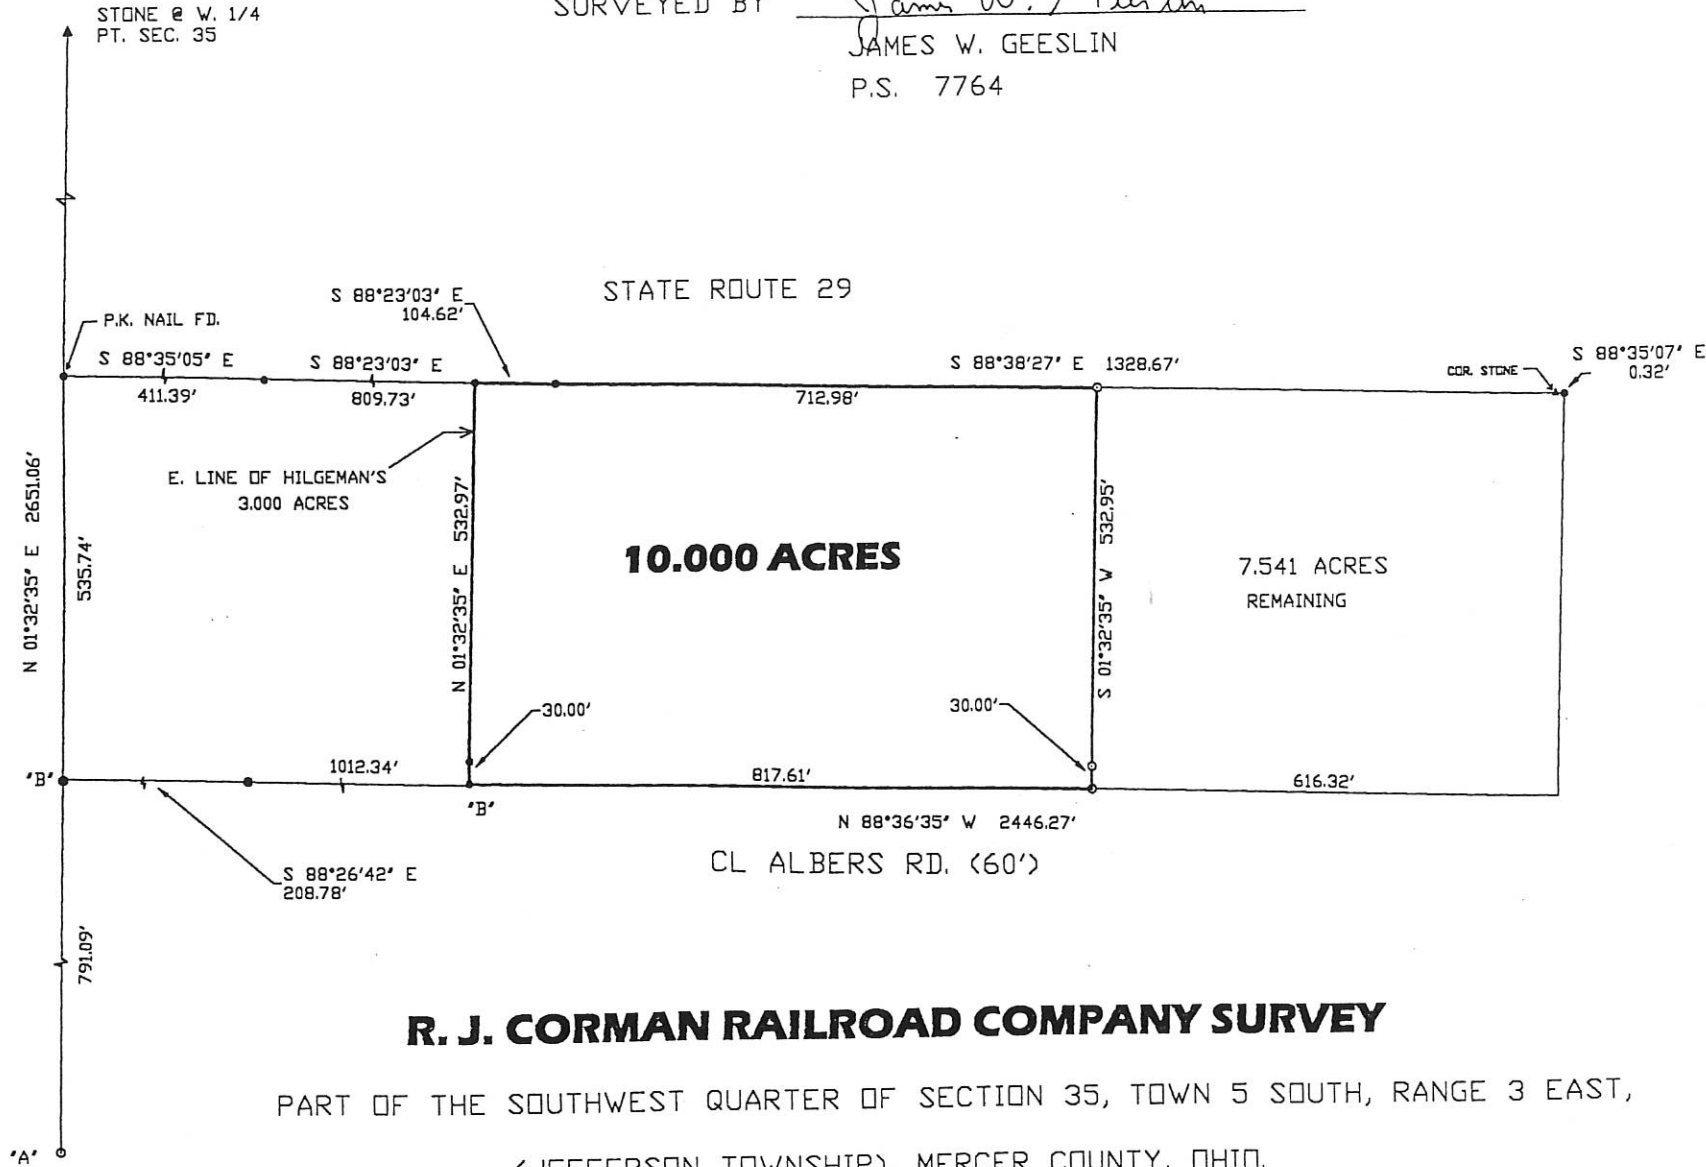 STONE @ W. 1/4
PT. SEC. 35
SURVEYED BY James W.
JAMES W. GEESLIN
P.S. 7764
STATE ROUTE 29
S 88°23'03" E
104.62'
P.K. NAIL FD.
S 88°35'05" E
411.39'
S 88°23'03" E
809.73'
S 88°38'27" E 1328.67'
712.98'
COR. STONE
S 88°35'07" E
0.32'
E. LINE OF HILGEMAN'S
3.000 ACRES
N 01°32'35" E 2651.06'
535.74'
N 01°32'35" E 532.97'
10.000 ACRES
S 01°32'35" W 532.95'
7.541 ACRES
REMAINING
30.00'
30.00'
"B"
1012.34'
817.61'
616.32'
"B"
N 88°36'35" W 2446.27'
CL ALBERS RD. (60')
S 88°26'42" E
208.78'
791.09'
R. J. CORMAN RAILROAD COMPANY SURVEY
PART OF THE SOUTHWEST QUARTER OF SECTION 35, TOWN 5 SOUTH, RANGE 3 EAST,
"A"
(JEFFERSON TOWNSHIP), MERCER COUNTY, OHIO.